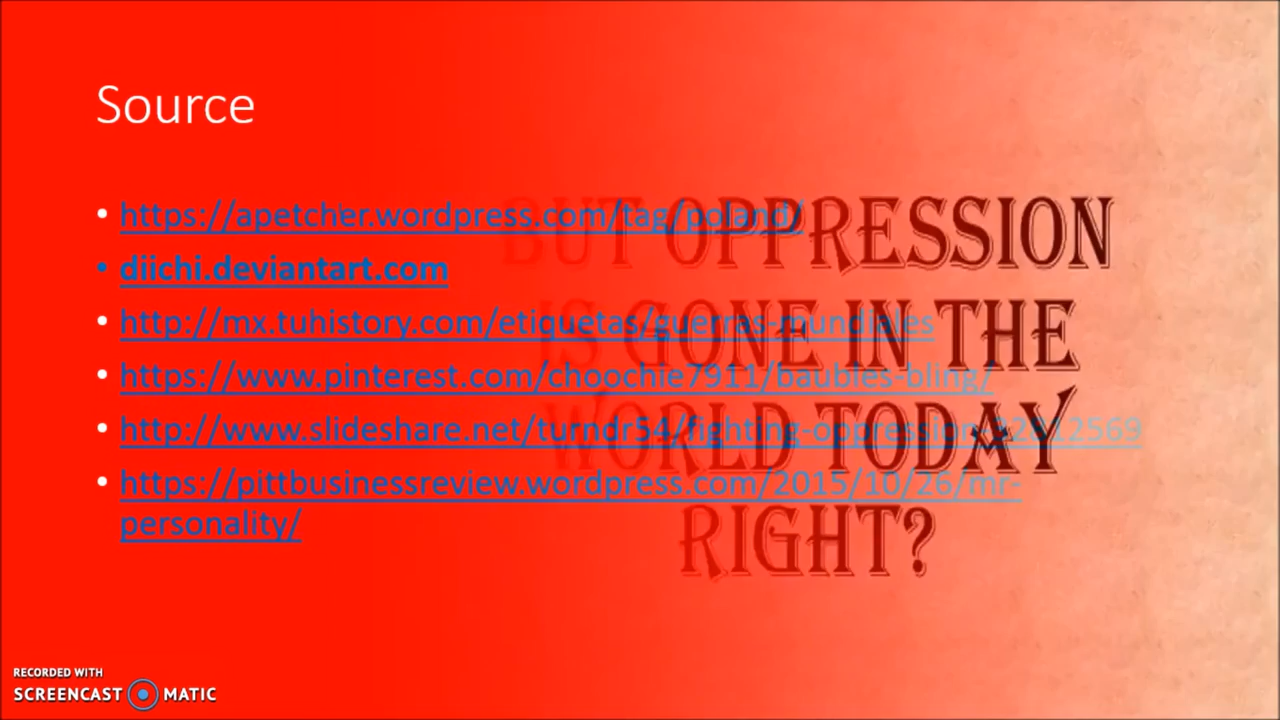 Source
https://apetcher.wordpress.com/tag/poland/
diichi.deviantart.com
http://mx.tuhistory.com/etiquetas/guerras-mundiales
https://www.pinterest.com/choochie7911/baubles-bling/
http://www.slideshare.net/turndr54/fighting-oppression
https://pittbusinessreview.wordpress.com/2015/10/26/mr-
personality/
BUT OPPRESSION
IS GONE IN THE
WORLD TODAY
RIGHT?
RECORDED WITH
SCREENCAST MATIC